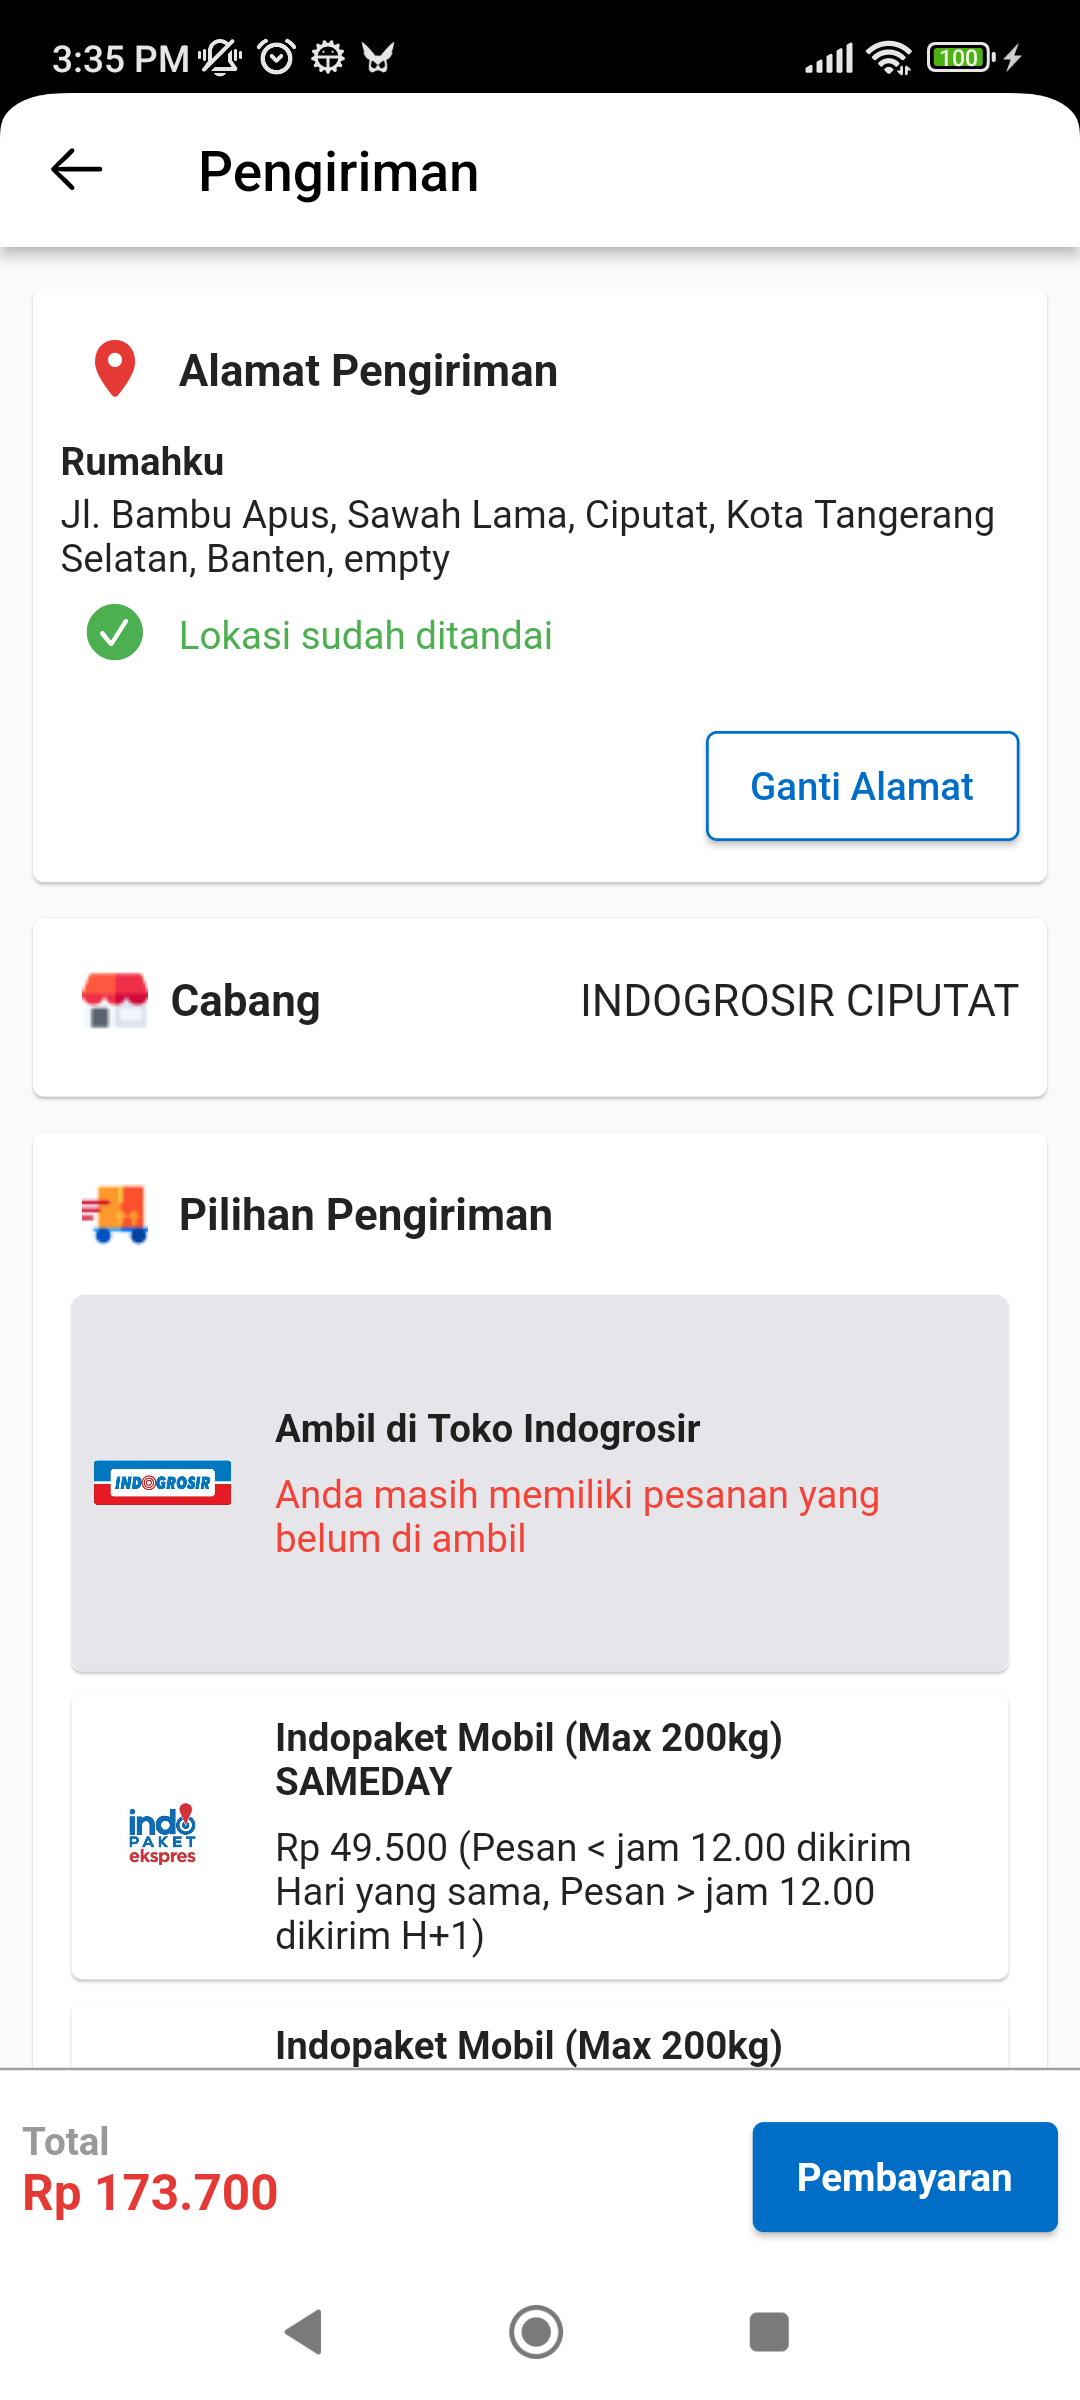 3:35 PM
100
Pengiriman
Alamat Pengiriman
Rumahku
Jl. Bambu Apus, Sawah Lama, Ciputat, Kota Tangerang
Selatan, Banten, empty
Lokasi sudah ditandai
Ganti Alamat
Cabang
INDOGROSIR CIPUTAT
Pilihan Pengiriman
INDOGROSIR
Ambil di Toko Indogrosir
Anda masih memiliki pesanan yang
belum di ambil
indo
PAKET
ekspres
Indopaket Mobil (Max 200kg)
SAMEDAY
Rp 49.500 (Pesan < jam 12.00 dikirim
Hari yang sama, Pesan > jam 12.00
dikirim H+1)
Indopaket Mobil (Max 200kg)
Total
Rp 173.700
Pembayaran